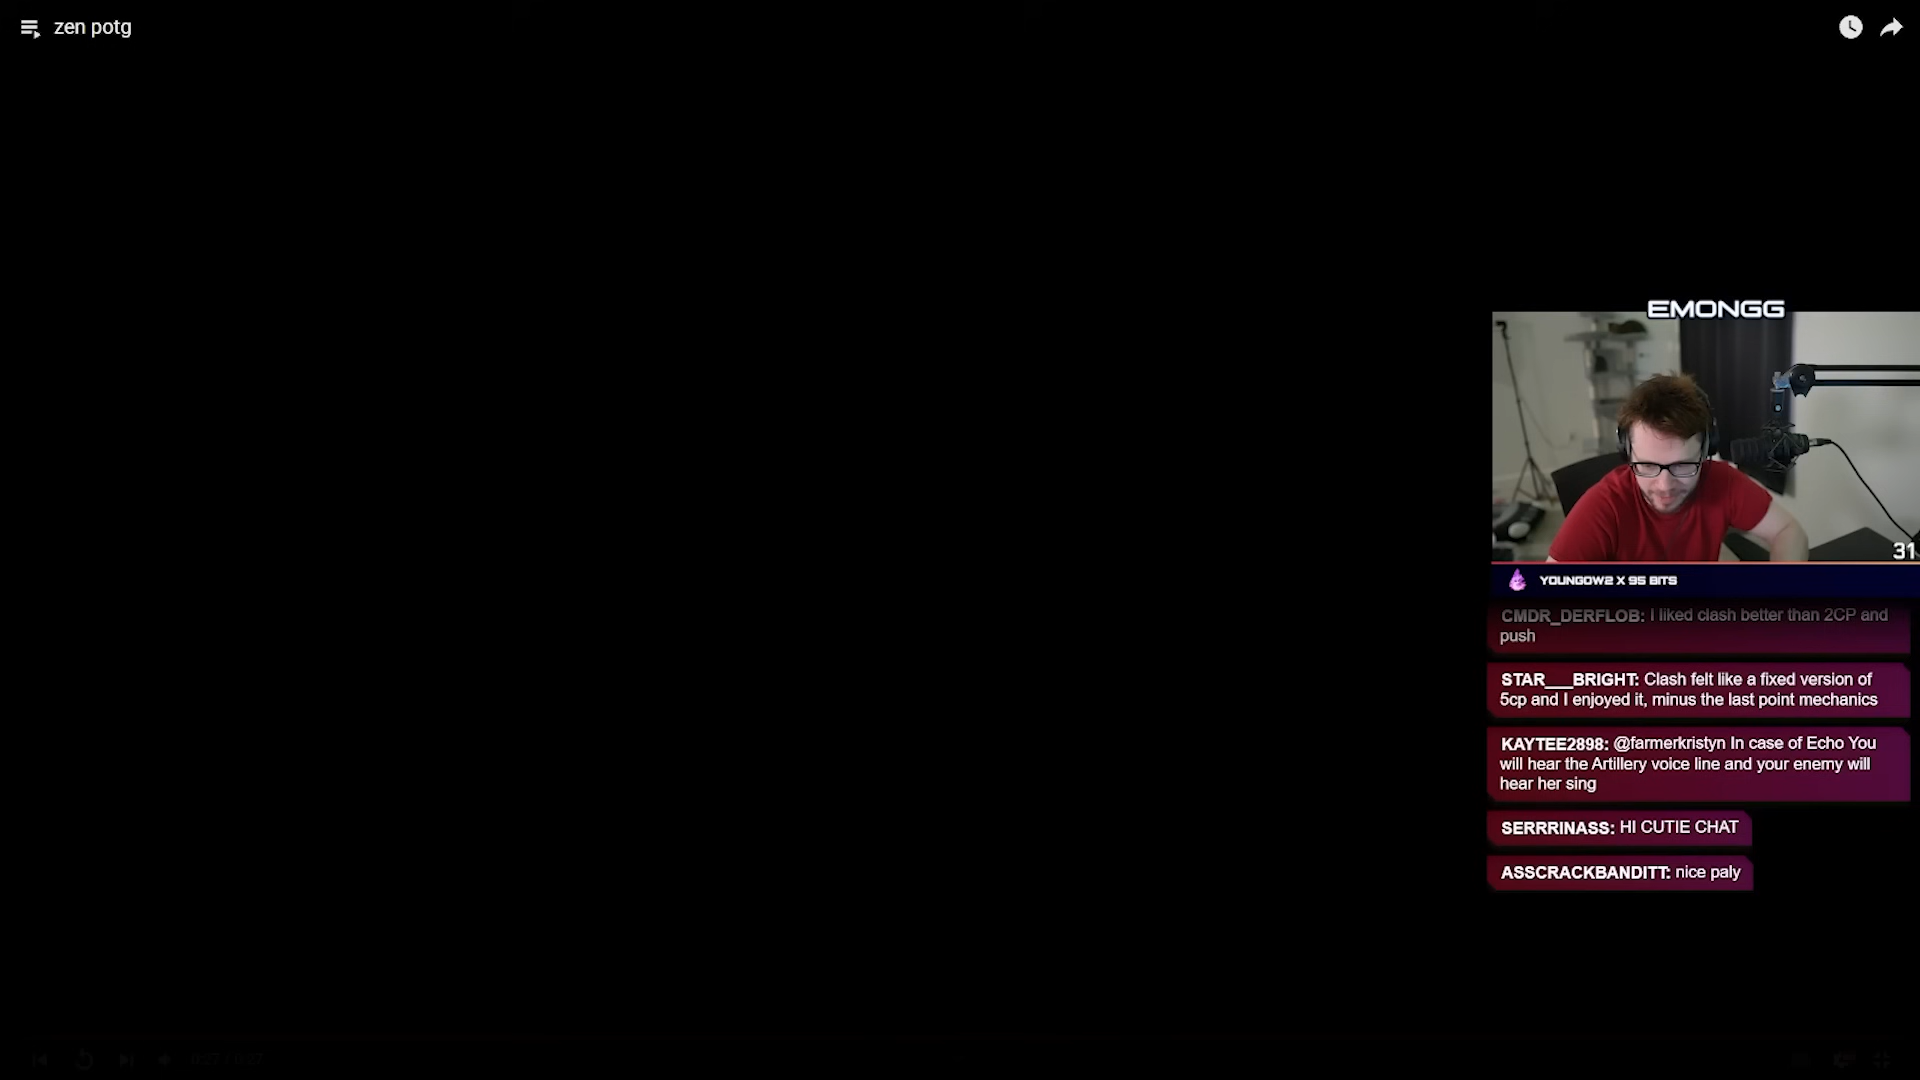 zen potg
EMONGG
31
YOUNGOW2 X 95 BITS
CMDR_DERFLOB: I liked clash better than 2CP and
push
STAR___BRIGHT: Clash felt like a fixed version of
5cp and I enjoyed it, minus the last point mechanics
KAYTEE2898: @farmerkristyn In case of Echo You
will hear the Artillery voice line and your enemy will
hear her sing
SERRRINASS: HI CUTIE CHAT
ASSCRACKBANDITT: nice paly